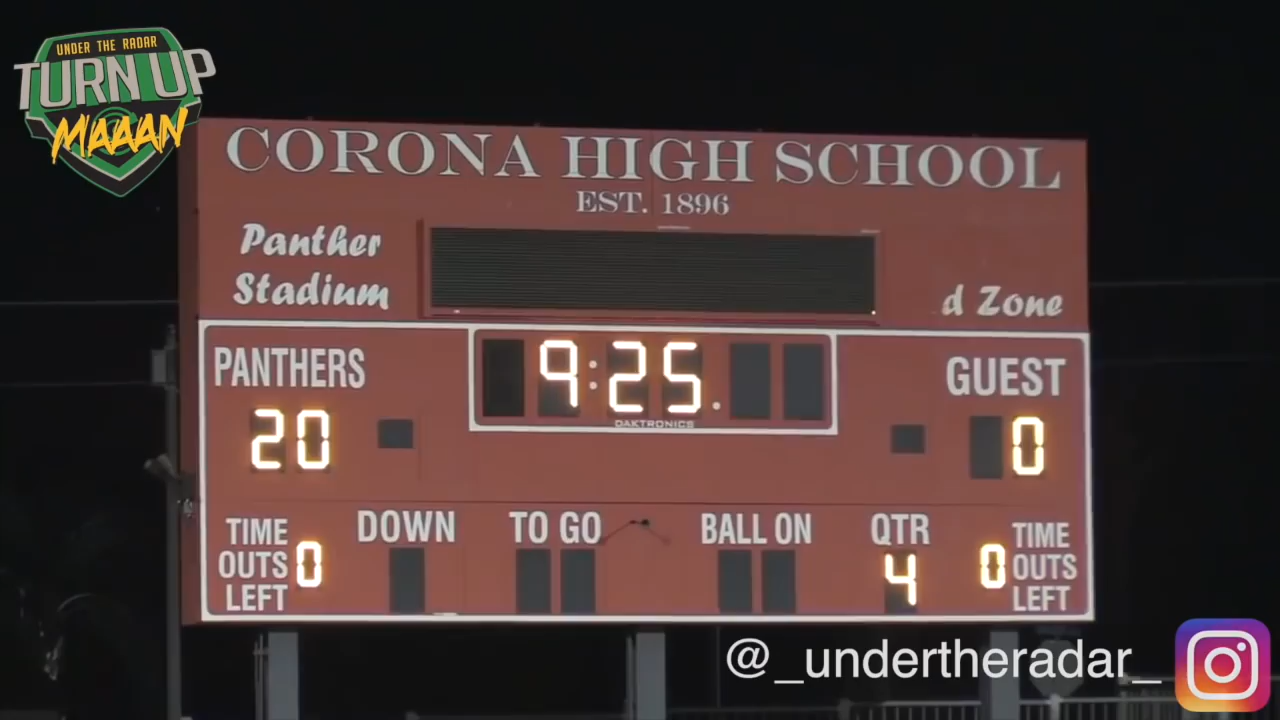 UNDER THE RADAR
TURN UP
MAAAN
CORONA HIGH SCHOOL
EST. 1896
Panther
Stadium
d Zone
PANTHERS
9:25.
GUEST
DAKTRONICS
20
0
TIME
OUTS
LEFT
0
DOWN
TO GO
BALL ON
QTR
4
0
TIME
OUTS
LEFT
@_undertheradar_